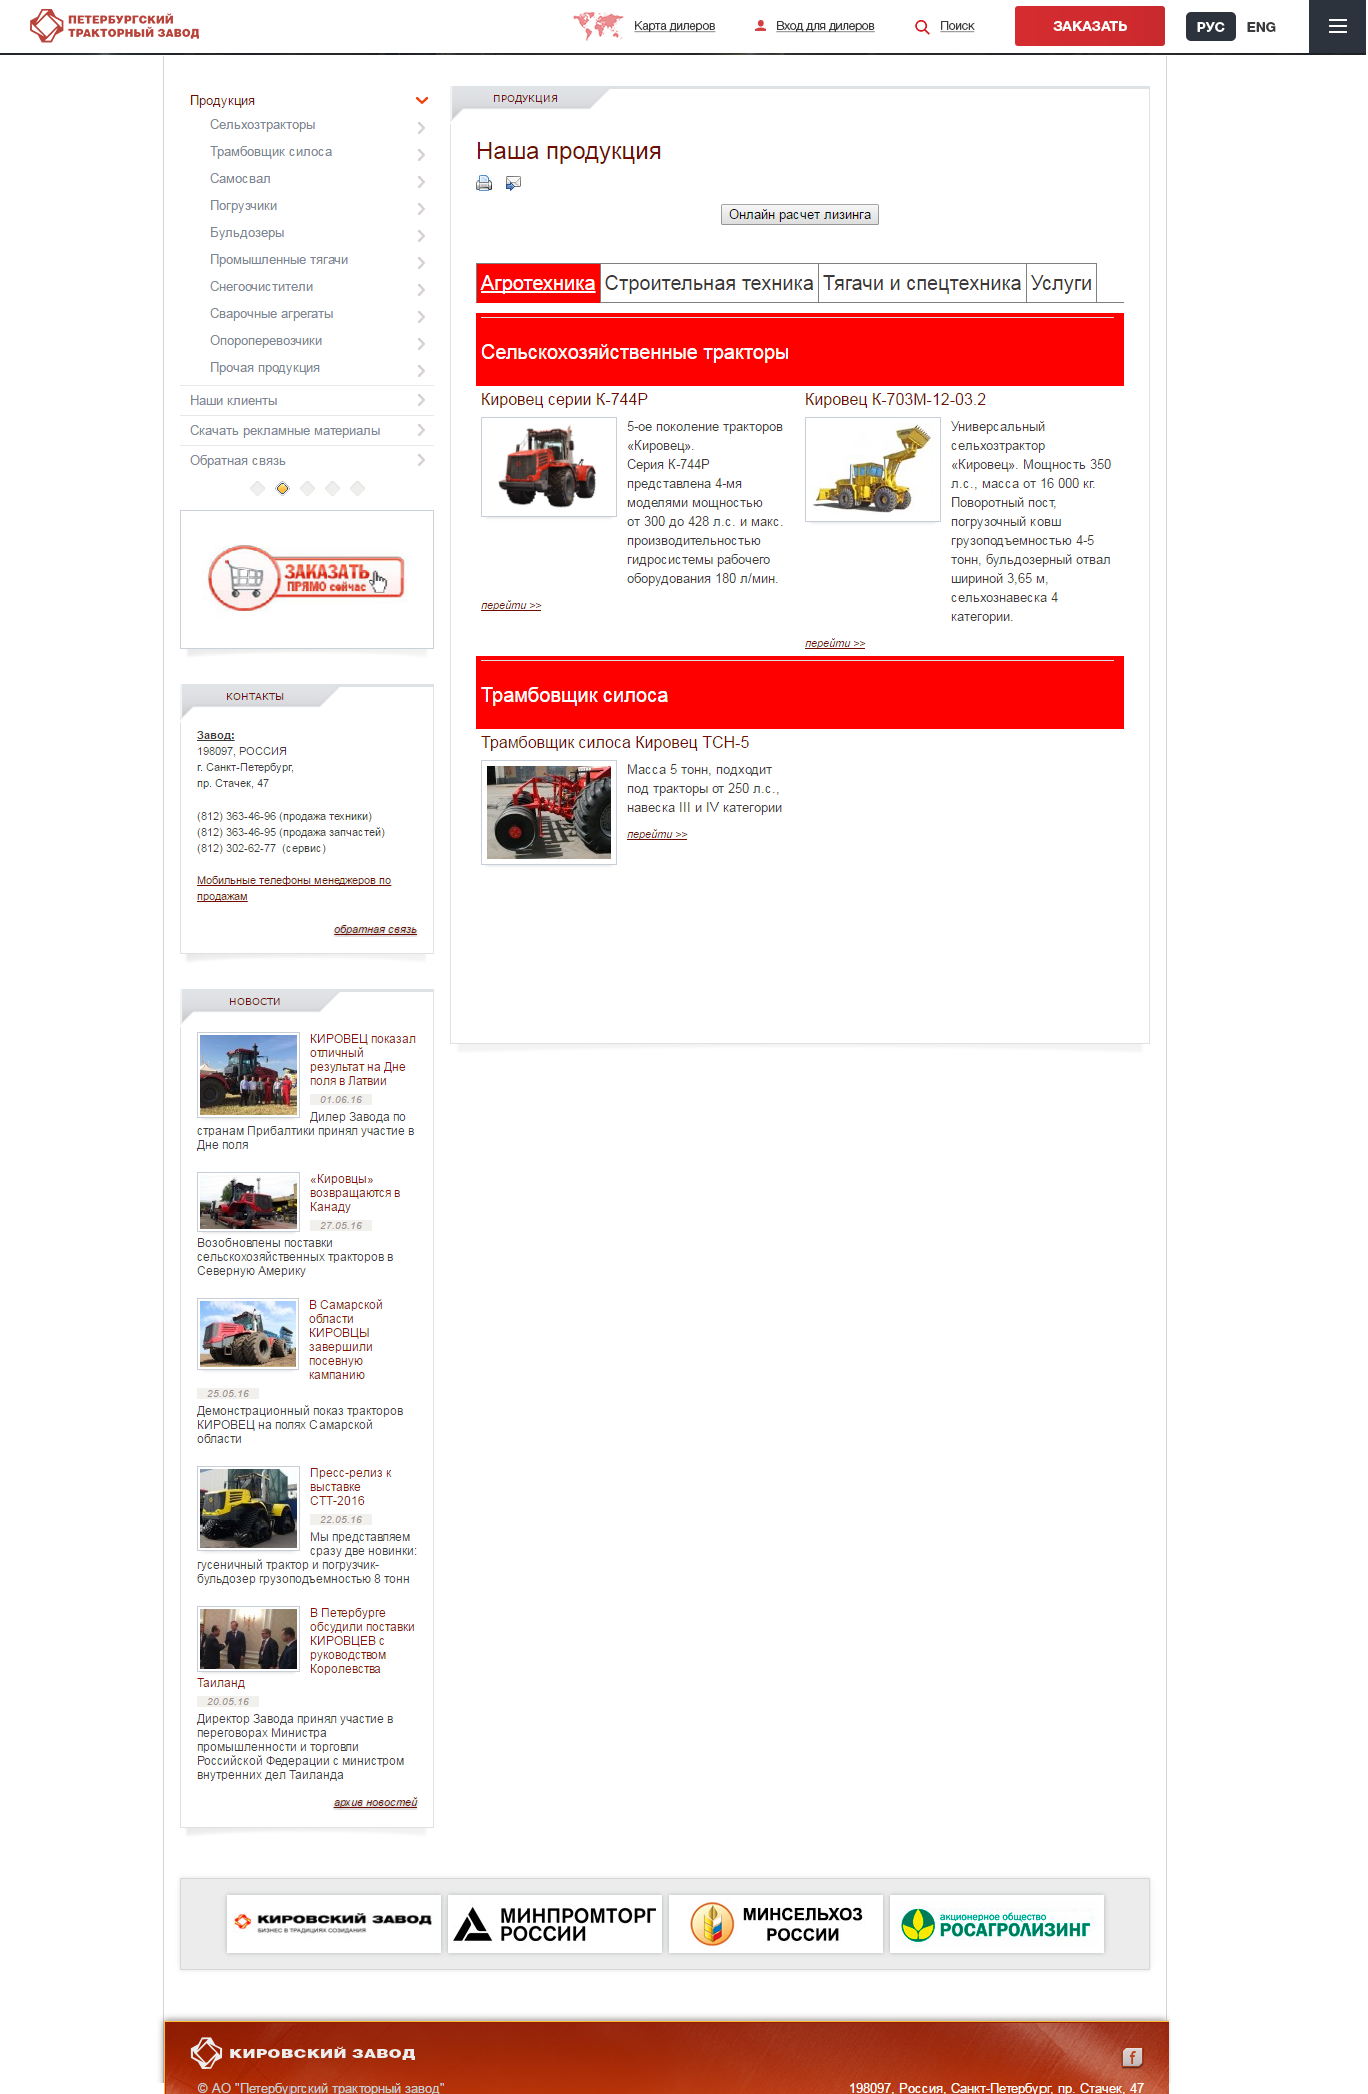 ПЕТЕРБУРГСКИЙ
ТРАКТОРНЫЙ ЗАВОД
Карта дилеров
Вход для дилеров
Поиск
ЗАКАЗАТЬ
РУС
ENG
Продукция
Сельхозтракторы
Трамбовщик силоса
Самосвал
Погрузчики
Бульдозеры
Промышленные тягачи
Снегоочистители
Сварочные агрегаты
Опороперевозчики
Прочая продукция
Наши клиенты
Скачать рекламные материалы
Обратная связь
ЗАКАЗАТЬ
ПРЯМО сейчас
КОНТАКТЫ
Завод:
198097, РОССИЯ
г. Санкт-Петербург,
пр. Стачек, 47
(812) 363-46-96 (продажа техники)
(812) 363-46-95 (продажа запчастей)
(812) 302-62-77 (сервис)
Мобильные телефоны менеджеров по
продажам
обратная связь
НОВОСТИ
КИРОВЕЦ показал
отличный
результат на Дне
поля в Латвии
01.06.16
Дилер Завода по
странам Прибалтики принял участие в
Дне поля
«Кировцы»
возвращаются в
Канаду
27.05.16
Возобновлены поставки
сельскохозяйственных тракторов в
Северную Америку
В Самарской
области
КИРОВЦЫ
завершили
посевную
кампанию
25.05.16
Демонстрационный показ тракторов
КИРОВЕЦ на полях Самарской
области
Пресс-релиз к
выставке
СТТ-2016
22.05.16
Мы представляем
сразу две новинки:
гусеничный трактор и погрузчик-
бульдозер грузоподъемностью 8 тонн
В Петербурге
обсудили поставки
КИРОВЦЕВ с
руководством
Королевства
Таиланд
20.05.16
Директор Завода принял участие в
переговорах Министра
промышленности и торговли
Российской Федерации с министром
внутренних дел Таиланда
архив новостей
ПРОДУКЦИЯ
Наша продукция
Онлайн расчет лизинга
Агротехника
Строительная техника
Тягачи и спецтехника
Услуги
Сельскохозяйственные тракторы
Кировец серии К-744Р
5-ое поколение тракторов
«Кировец».
Серия К-744Р
представлена 4-мя
моделями мощностью
от 300 до 428 л.с. и макс.
производительностью
гидросистемы рабочего
оборудования 180 л/мин.
перейти >>
Кировец К-703М-12-03.2
Универсальный
сельхозтрактор
«Кировец». Мощность 350
л.с., масса от 16 000 кг.
Поворотный пост,
погрузочный ковш
грузоподъемностью 4-5
тонн, бульдозерный отвал
шириной 3,65 м,
сельхознавеска 4
категории.
перейти >>
Трамбовщик силоса
Трамбовщик силоса Кировец ТСН-5
Масса 5 тонн, подходит
под тракторы от 250 л.с.,
навеска III и IV категории
перейти >>
КИРОВСКИЙ ЗАВОД
БИЗНЕС В ТРАДИЦИЯХ СОЗИДАНИЯ
МИНПРОМТОРГ
РОССИИ
МИНСЕЛЬХОЗ
РОССИИ
акционерное общество
РОСАГРОЛИЗИНГ
КИРОВСКИЙ ЗАВОД
f
© АО "Петербургский тракторный завод"
198097, Россия, Санкт-Петербург, пр. Стачек, 47